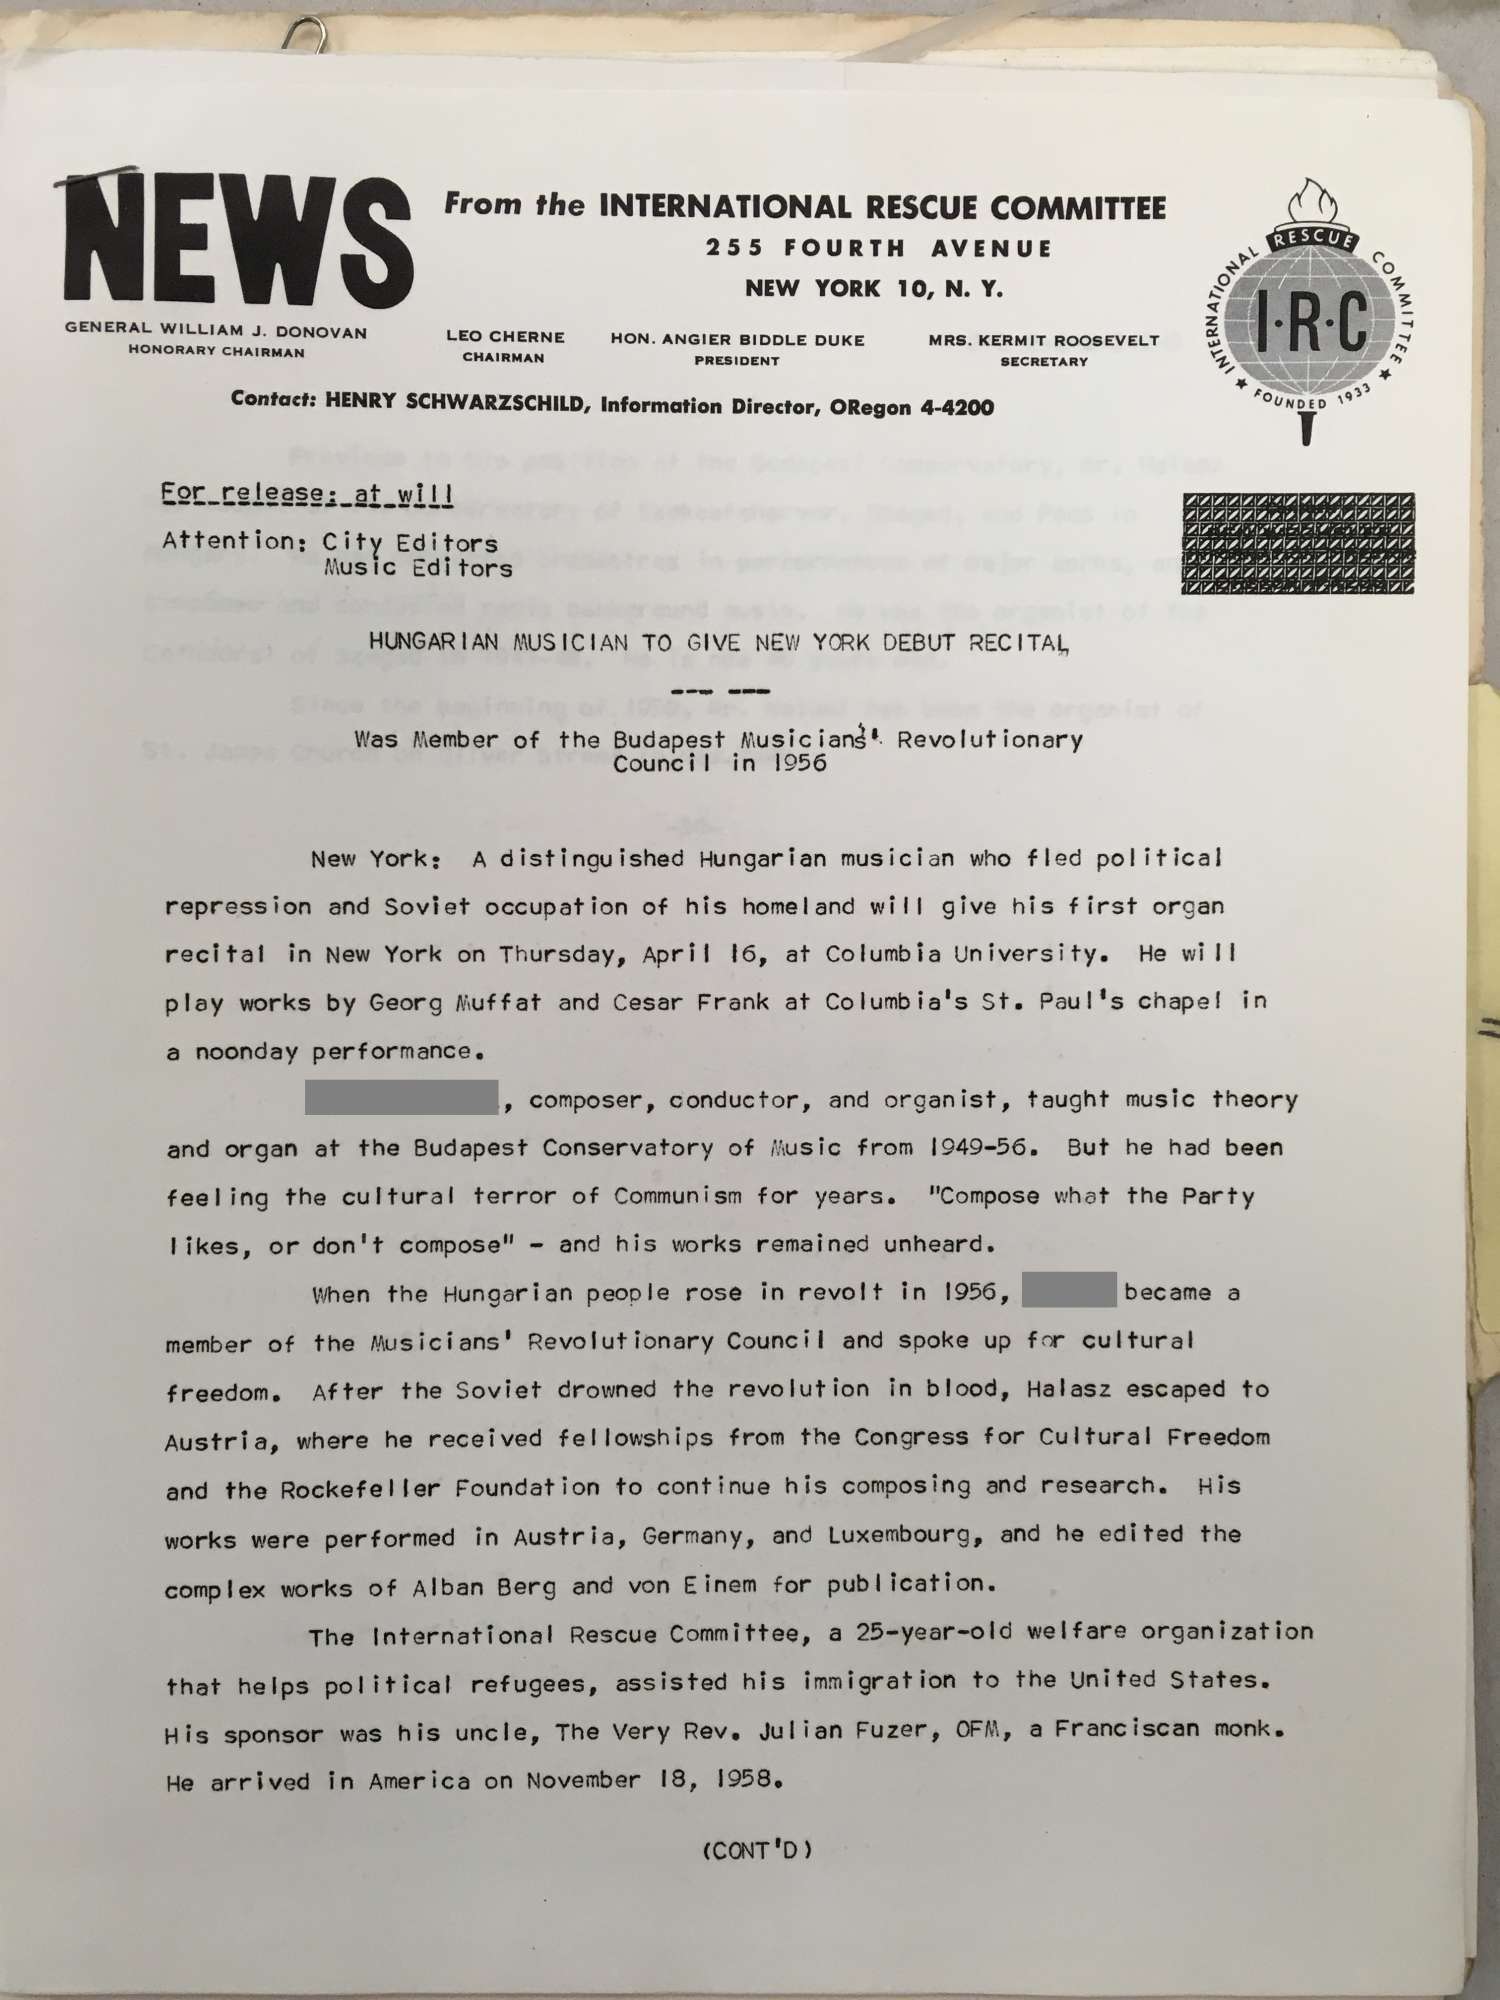 NEWS
From the INTERNATIONAL RESCUE COMMITTEE
255 FOURTH AVENUE
NEW YORK 10, N. Y.
GENERAL WILLIAM J. DONOVAN
HONORARY CHAIRMAN
LEO CHERNE
CHAIRMAN
HON. ANGIER BIDDLE DUKE
PRESIDENT
MRS. KERMIT ROOSEVELT
SECRETARY
INTERNATIONAL RESCUE COMMITTEE
I·R·C
★ FOUNDED 1933 ★
Contact: HENRY SCHWARZSCHILD, Information Director, ORegon 4-4200
For release: at will
Attention: City Editors
Music Editors
HUNGARIAN MUSICIAN TO GIVE NEW YORK DEBUT RECITAL
Was Member of the Budapest Musicians' Revolutionary
Council in 1956
New York: A distinguished Hungarian musician who fled political
repression and Soviet occupation of his homeland will give his first organ
recital in New York on Thursday, April 16, at Columbia University. He will
play works by Georg Muffat and Cesar Frank at Columbia's St. Paul's chapel in
a noonday performance.
, composer, conductor, and organist, taught music theory
and organ at the Budapest Conservatory of Music from 1949-56. But he had been
feeling the cultural terror of Communism for years. "Compose what the Party
likes, or don't compose" - and his works remained unheard.
When the Hungarian people rose in revolt in 1956, became a
member of the Musicians' Revolutionary Council and spoke up for cultural
freedom. After the Soviet drowned the revolution in blood, Halasz escaped to
Austria, where he received fellowships from the Congress for Cultural Freedom
and the Rockefeller Foundation to continue his composing and research. His
works were performed in Austria, Germany, and Luxembourg, and he edited the
complex works of Alban Berg and von Einem for publication.
The International Rescue Committee, a 25-year-old welfare organization
that helps political refugees, assisted his immigration to the United States.
His sponsor was his uncle, The Very Rev. Julian Fuzer, OFM, a Franciscan monk.
He arrived in America on November 18, 1958.
(CONT'D)